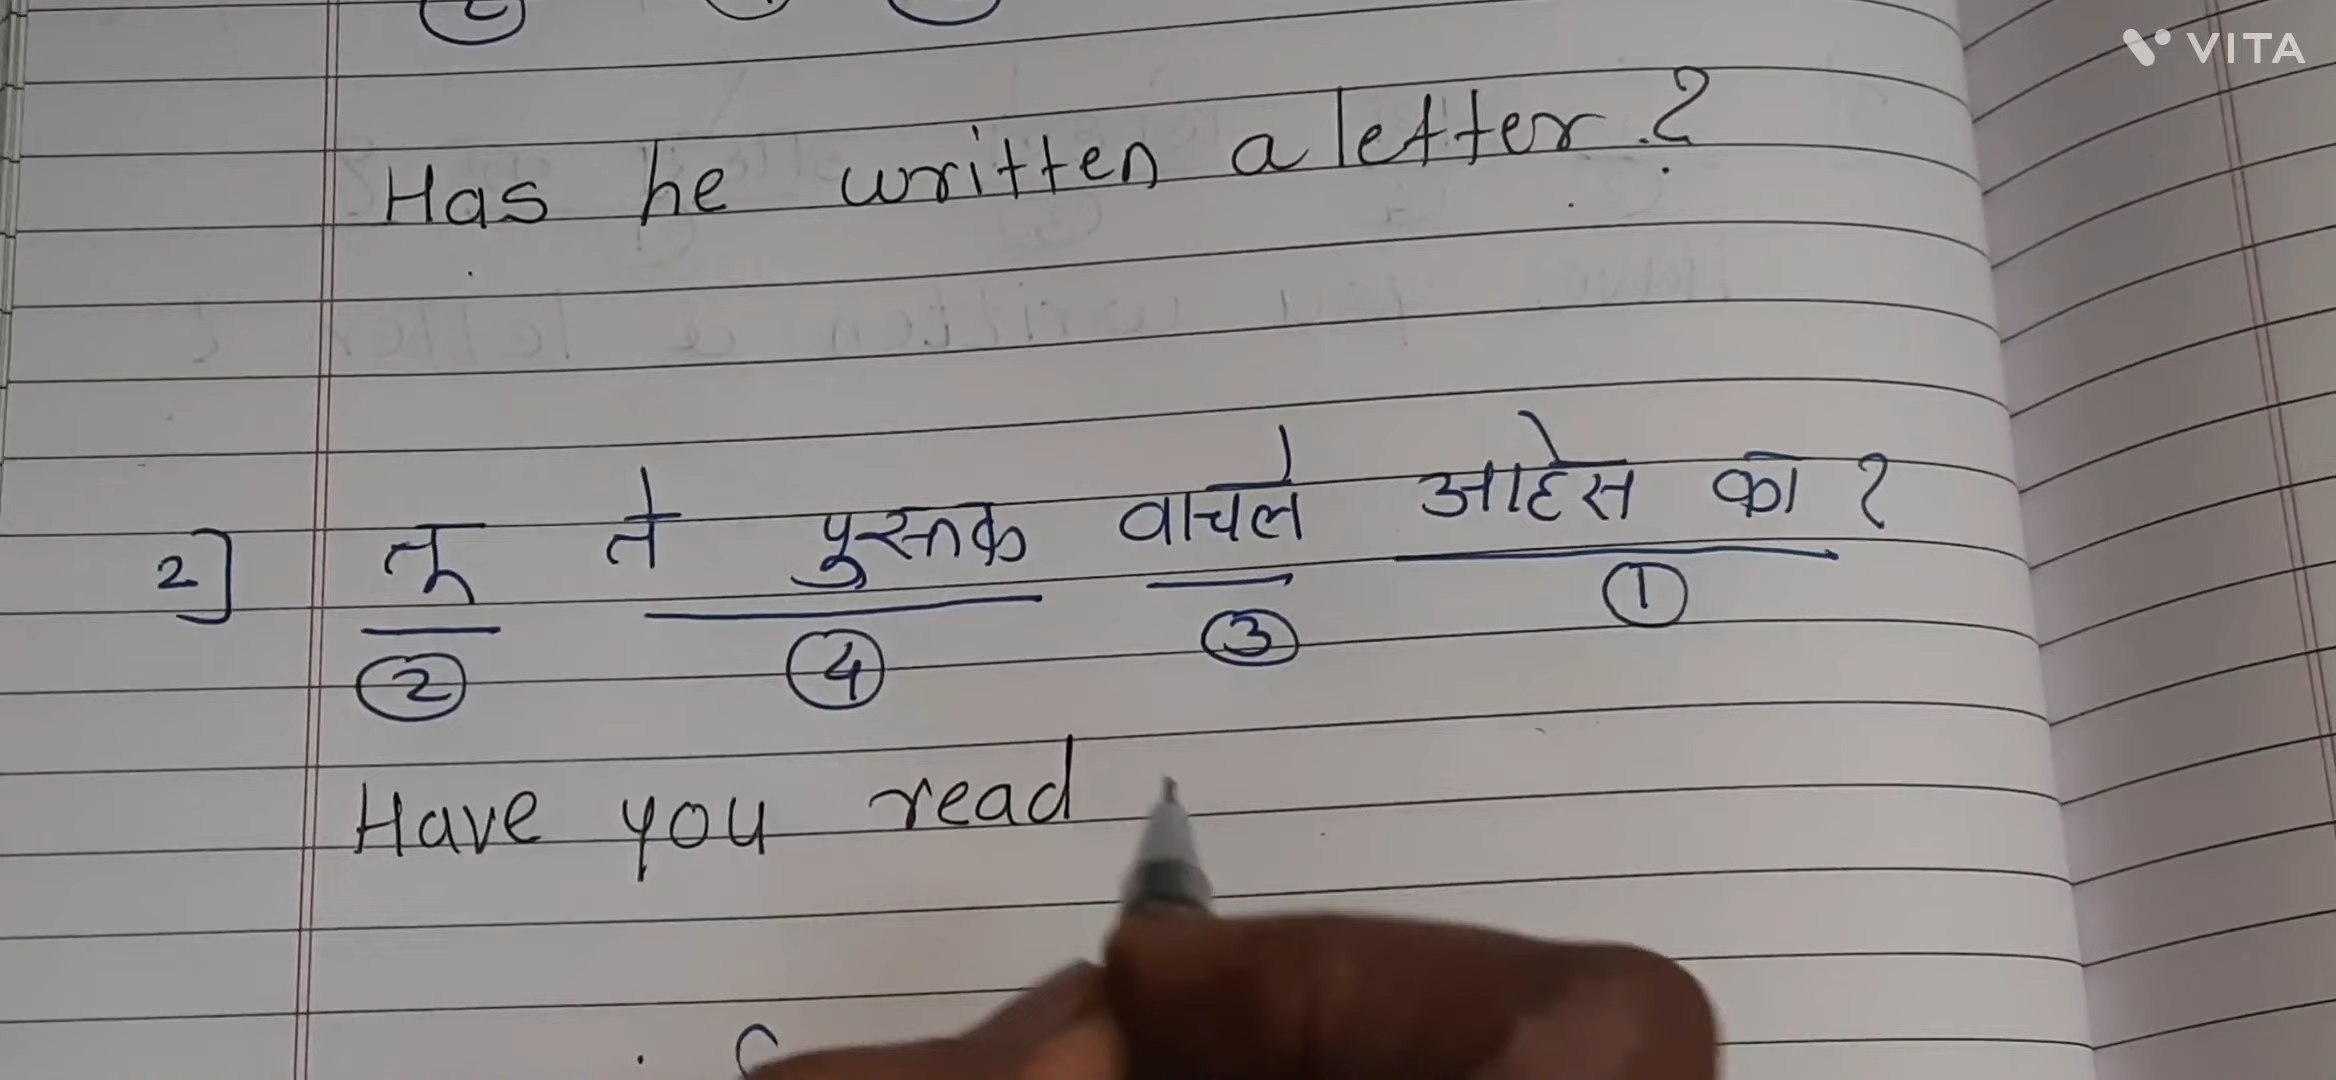 VITA
Has he written a letter ?
2] तू ते पुस्तक वाचले आहेस का ?
② ④ ③ ①
Have you read